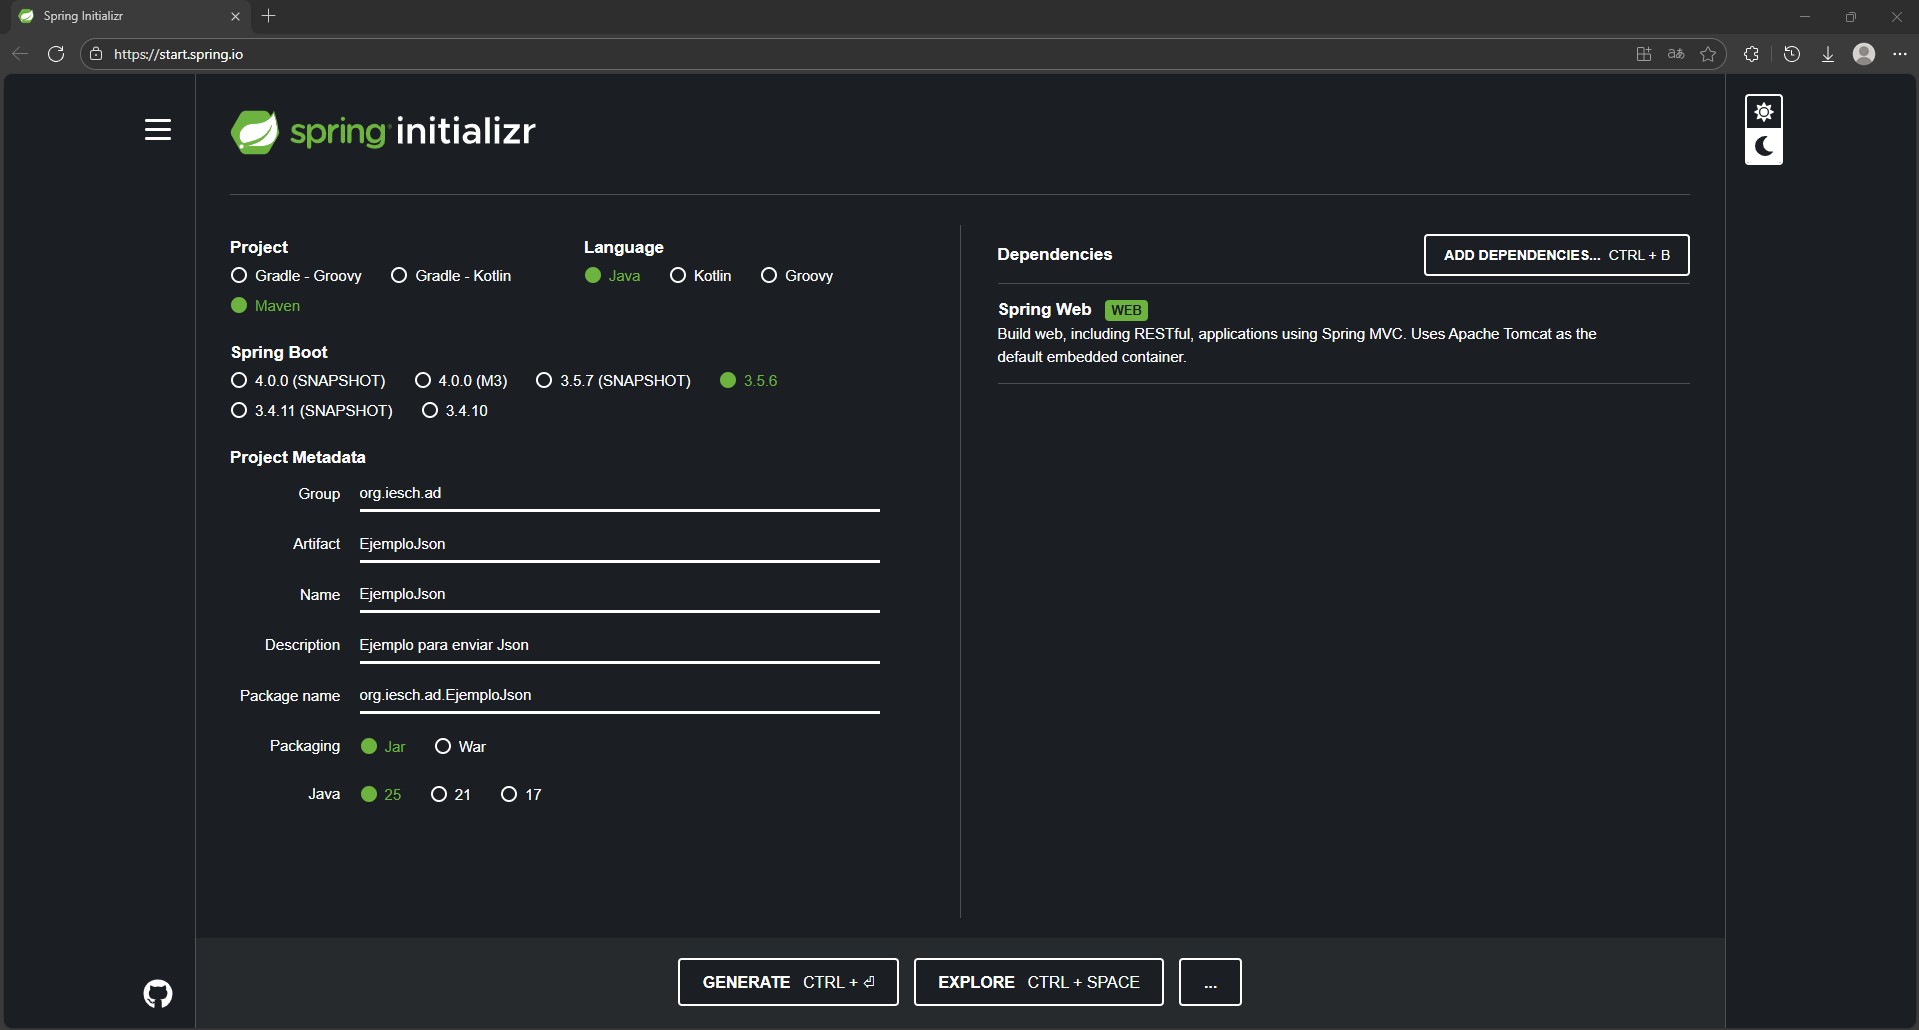 Spring Initializr
https://start.spring.io
aあ
spring initializr
Project
Gradle - Groovy Gradle - Kotlin
Maven
Language
Java Kotlin Groovy
Spring Boot
4.0.0 (SNAPSHOT) 4.0.0 (M3) 3.5.7 (SNAPSHOT) 3.5.6
3.4.11 (SNAPSHOT) 3.4.10
Project Metadata
Group org.iesch.ad
Artifact EjemploJson
Name EjemploJson
Description Ejemplo para enviar Json
Package name org.iesch.ad.EjemploJson
Packaging Jar War
Java 25 21 17
Dependencies
ADD DEPENDENCIES... CTRL + B
Spring Web WEB
Build web, including RESTful, applications using Spring MVC. Uses Apache Tomcat as the
default embedded container.
GENERATE CTRL + ⏎
EXPLORE CTRL + SPACE
...